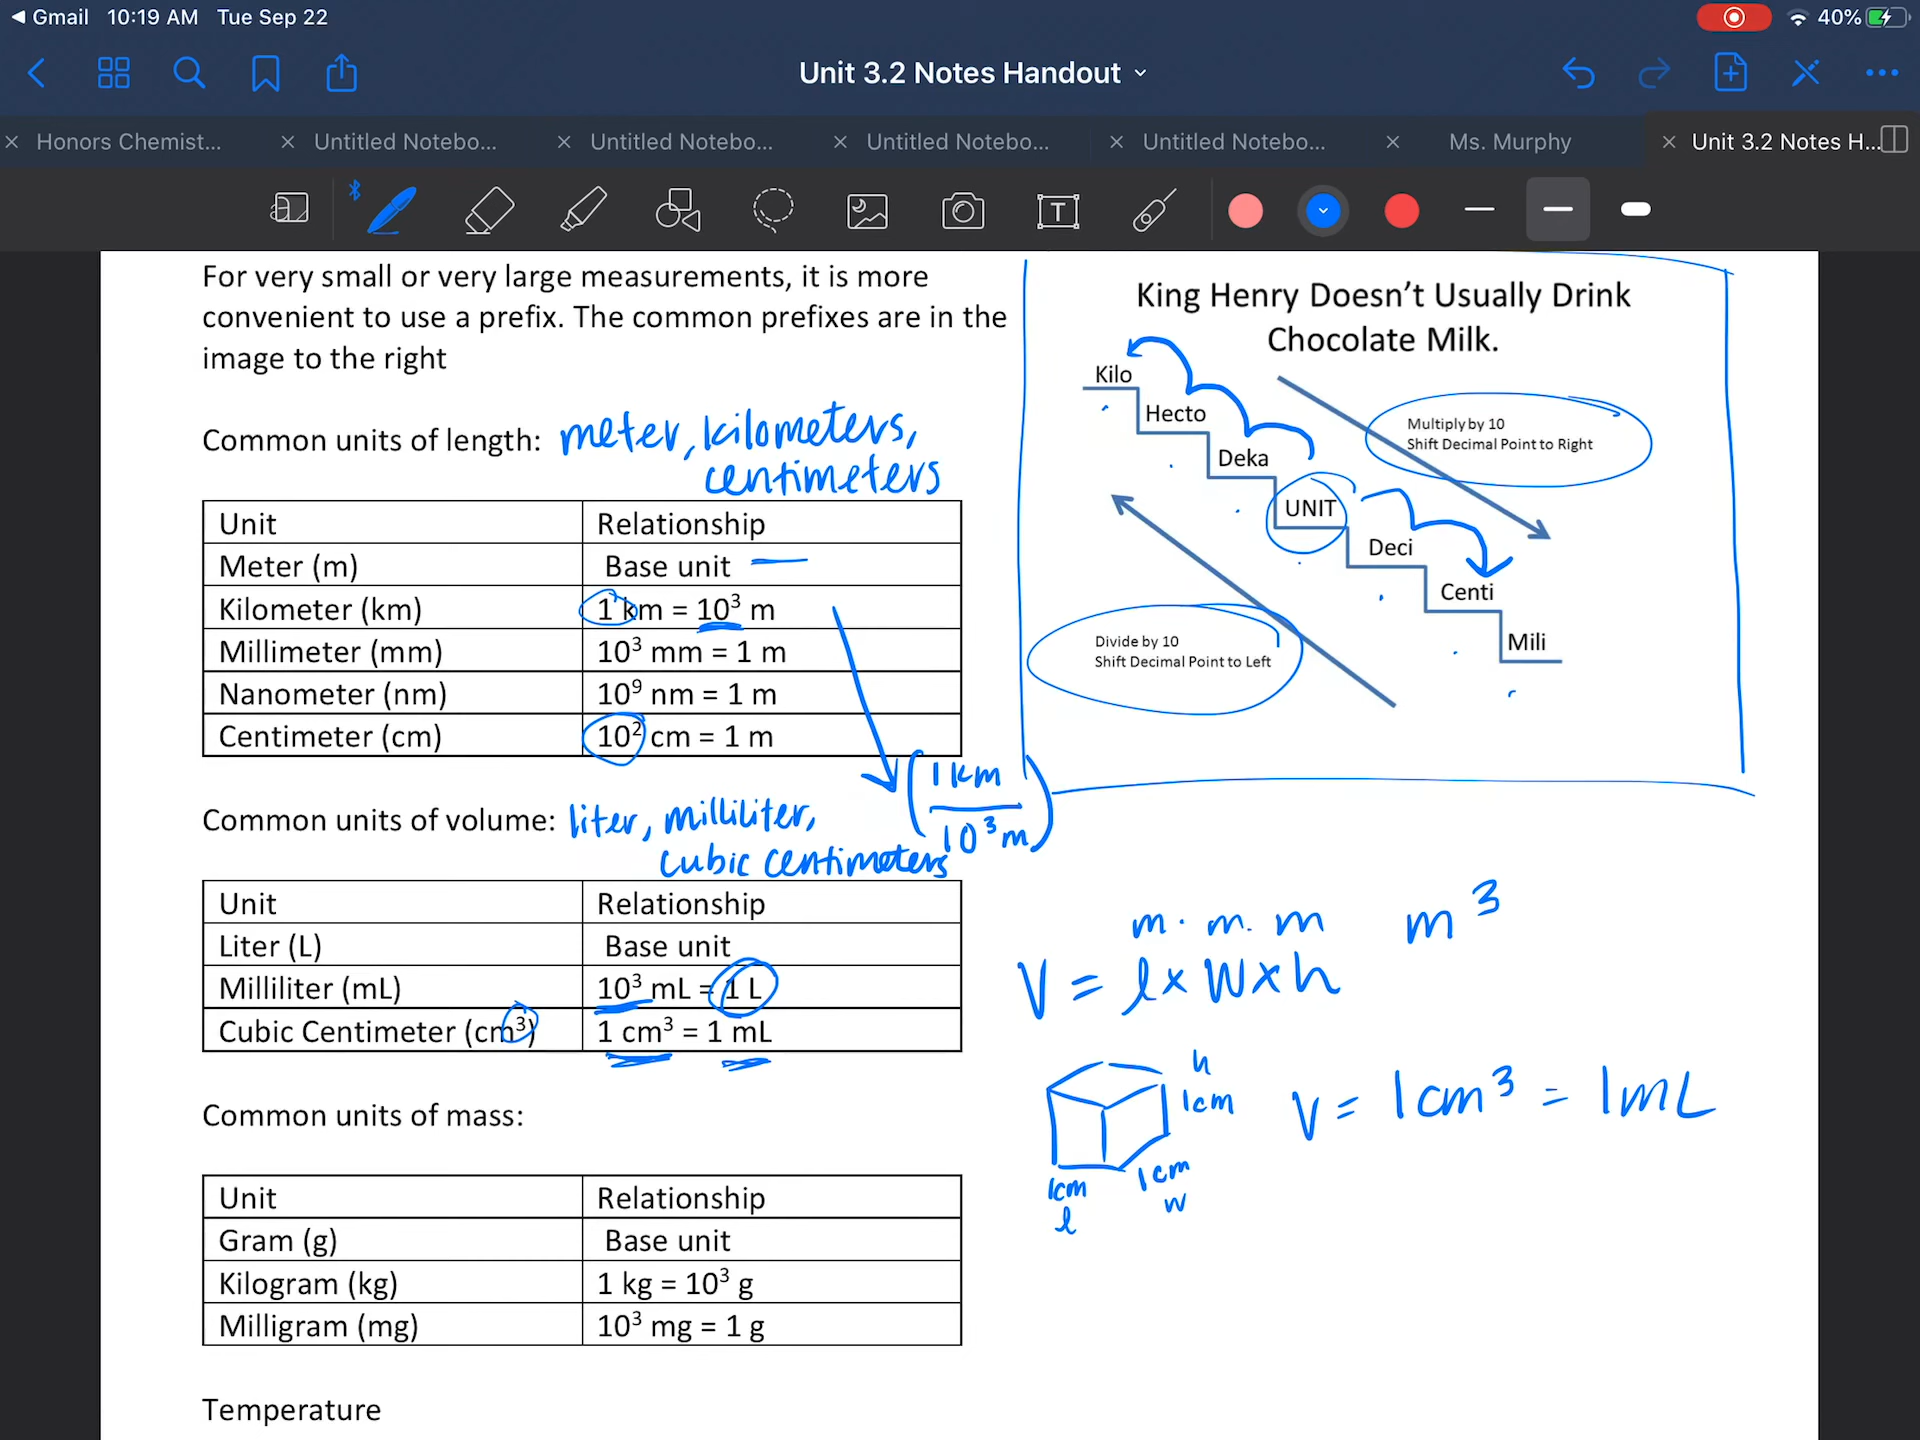 Gmail 10:19 AM Tue Sep 22
40%
Unit 3.2 Notes Handout
Honors Chemist...
Untitled Notebo...
Untitled Notebo...
Untitled Notebo...
Untitled Notebo...
Ms. Murphy
Unit 3.2 Notes H...
For very small or very large measurements, it is more
convenient to use a prefix. The common prefixes are in the
image to the right
Common units of length: meter, kilometers,
centimeters
Unit Relationship
Meter (m) Base unit
Kilometer (km) 1 km = 10³ m
Millimeter (mm) 10³ mm = 1 m
Nanometer (nm) 10⁹ nm = 1 m
Centimeter (cm) 10² cm = 1 m
(1 km / 10³ m)
King Henry Doesn't Usually Drink
Chocolate Milk.
Kilo
Hecto
Deka
UNIT
Deci
Centi
Mili
Multiply by 10
Shift Decimal Point to Right
Divide by 10
Shift Decimal Point to Left
Common units of volume: liter, milliliter,
cubic centimeters
Unit Relationship
Liter (L) Base unit
Milliliter (mL) 10³ mL = 1 L
Cubic Centimeter (cm³) 1 cm³ = 1 mL
m · m · m m³
V = l x w x h
h
1cm
1cm
w
1cm
l
V = 1cm³ = 1mL
Common units of mass:
Unit Relationship
Gram (g) Base unit
Kilogram (kg) 1 kg = 10³ g
Milligram (mg) 10³ mg = 1 g
Temperature